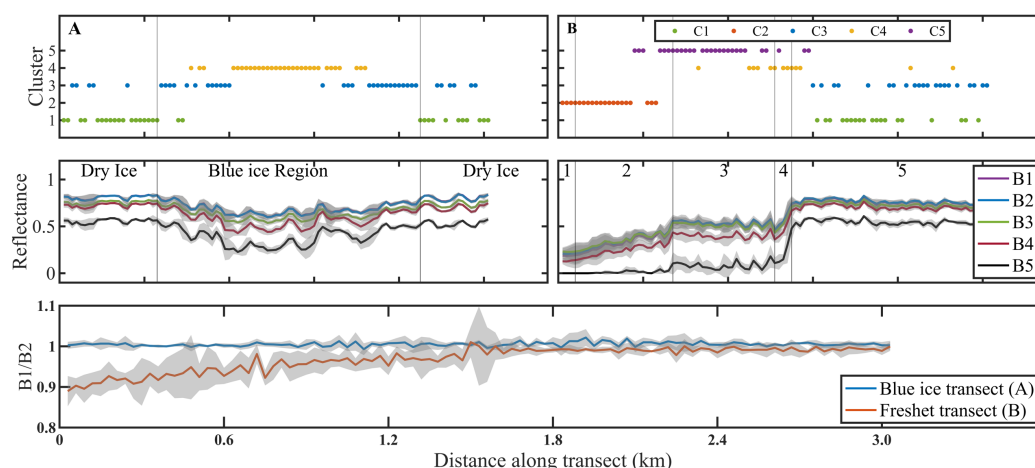 A
B
C1 C2 C3 C4 C5
Cluster
5
4
3
2
1
Dry Ice Blue ice Region Dry Ice
1 2 3 4 5
Reflectance
1
0.5
0
B1
B2
B3
B4
B5
B1/B2
1.1
1
0.9
0.8
Blue ice transect (A)
Freshet transect (B)
0 0.6 1.2 1.8 2.4 3.0
Distance along transect (km)